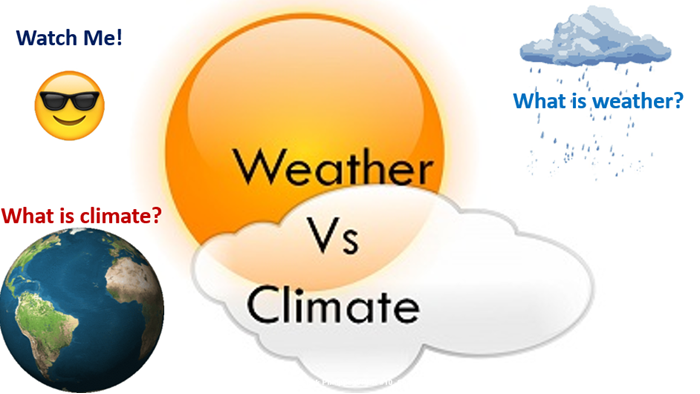 Watch Me!
What is weather?
Weather
Vs
Climate
What is climate?